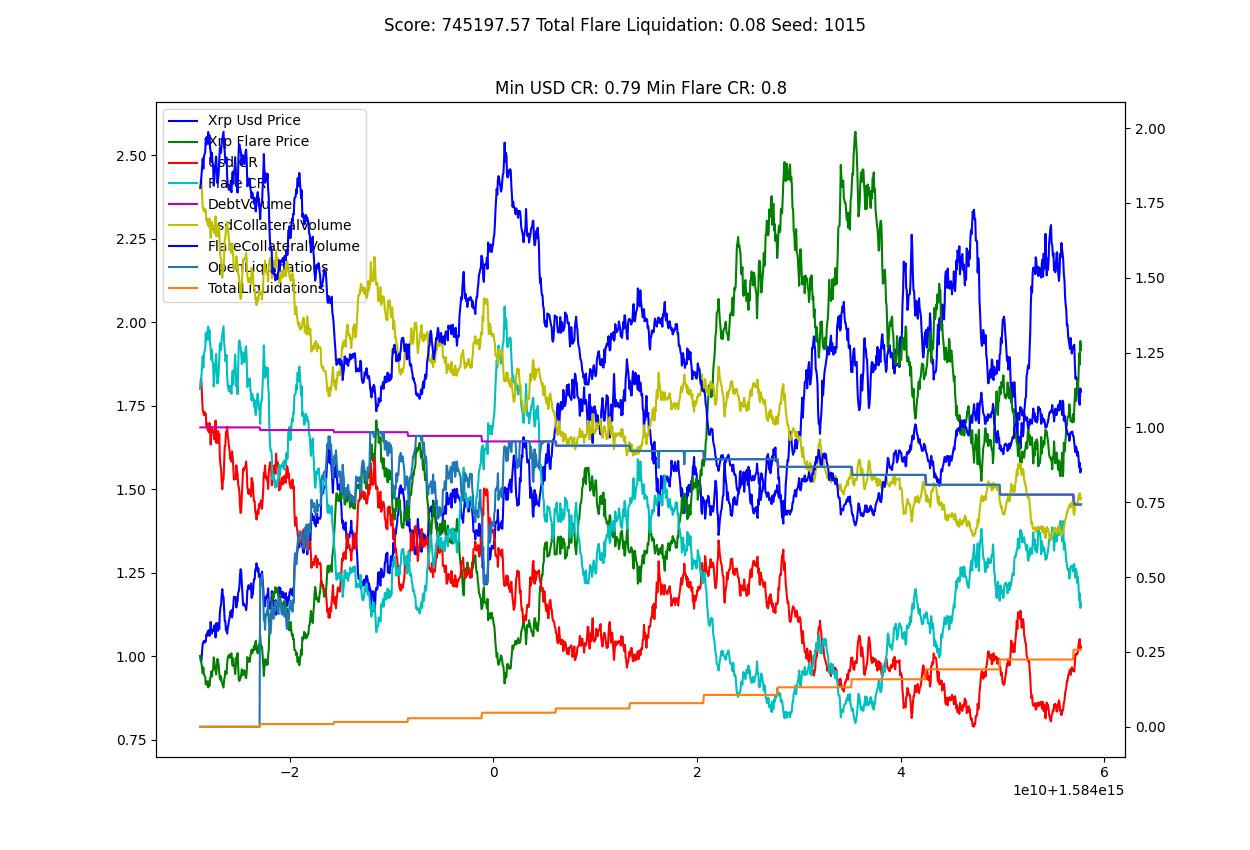 Score: 745197.57 Total Flare Liquidation: 0.08 Seed: 1015
Min USD CR: 0.79 Min Flare CR: 0.8
Xrp Usd Price
Xrp Flare Price
Usd CR
Flare CR
DebtVolume
UsdCollateralVolume
FlareCollateralVolume
OpenLiquidations
TotalLiquidations
2.50
2.25
2.00
1.75
1.50
1.25
1.00
0.75
2.00
1.75
1.50
1.25
1.00
0.75
0.50
0.25
0.00
−2 0 2 4 6
1e10+1.584e15